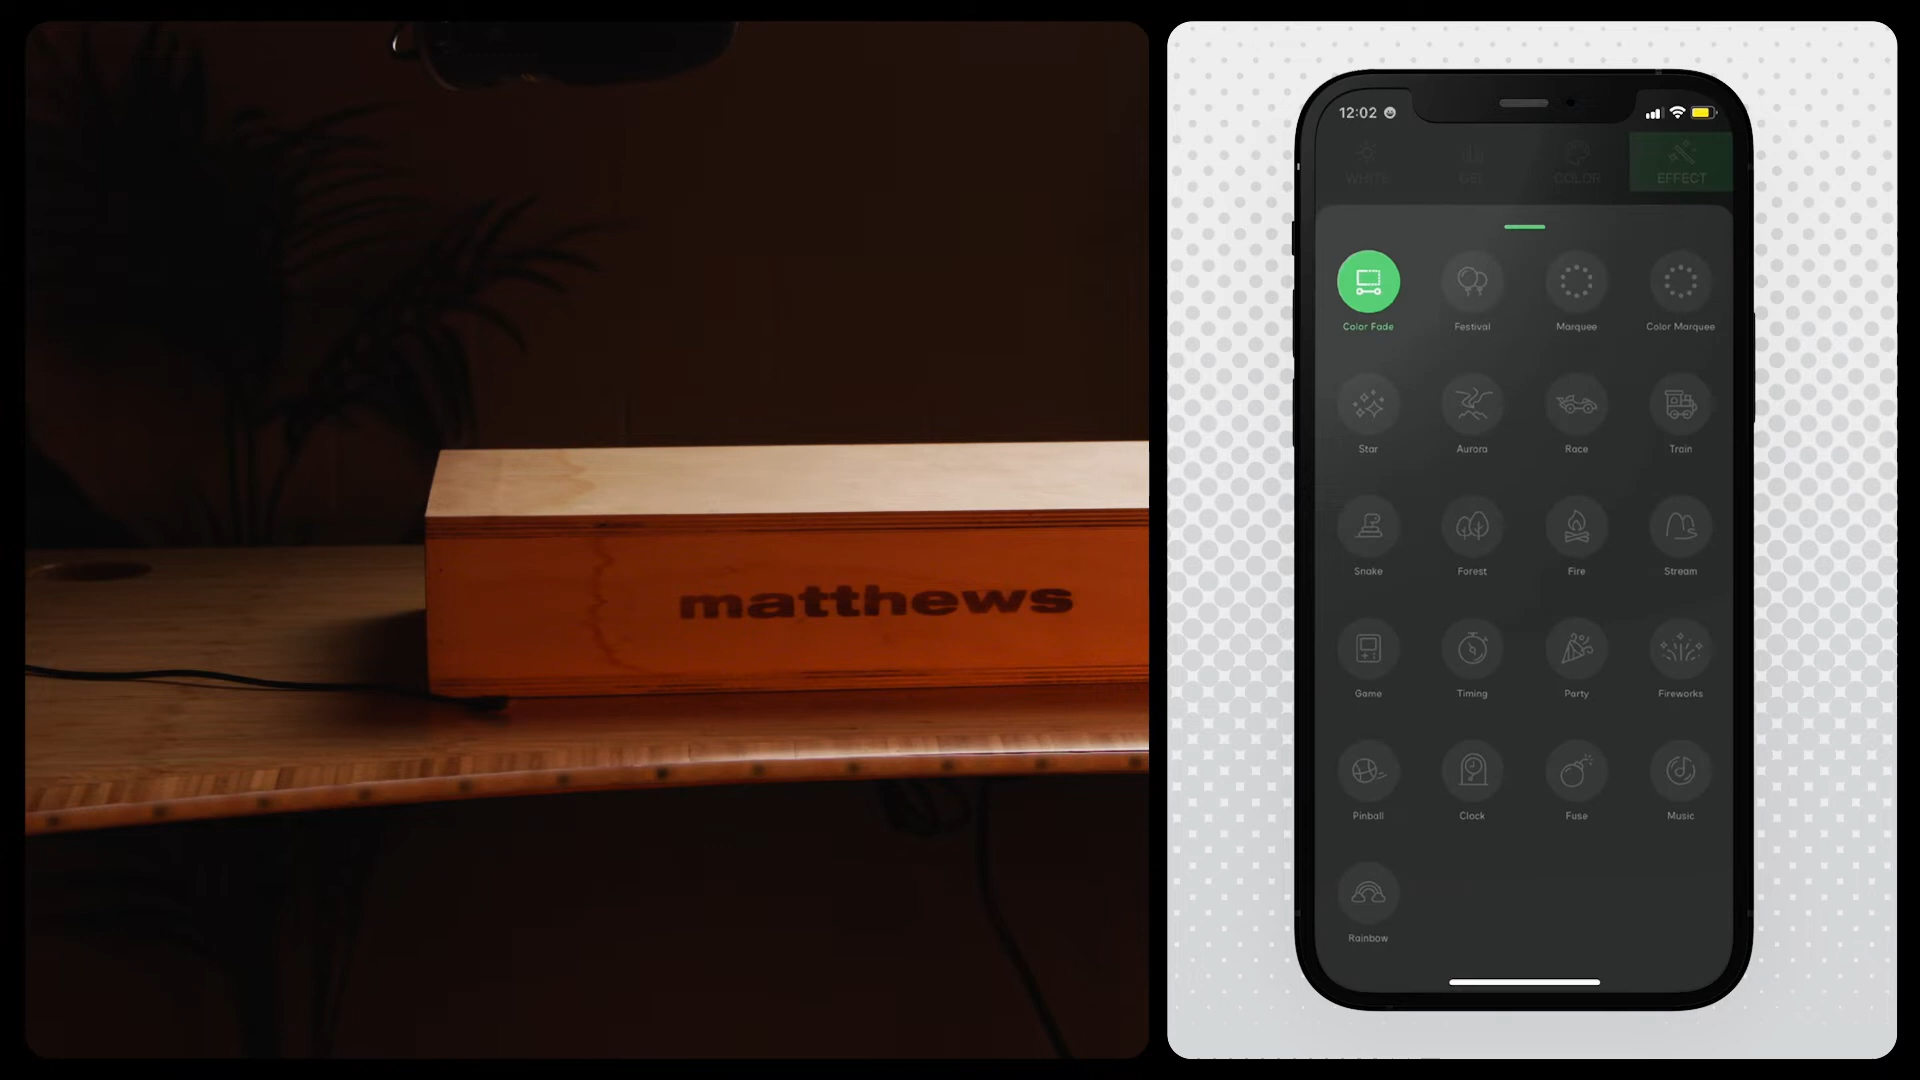 matthews
12:02
WHITE GEL COLOR EFFECT
Color Fade Festival Marquee Color Marquee
Star Aurora Race Train
Snake Forest Fire Stream
Game Timing Party Fireworks
Pinball Clock Fuse Music
Rainbow